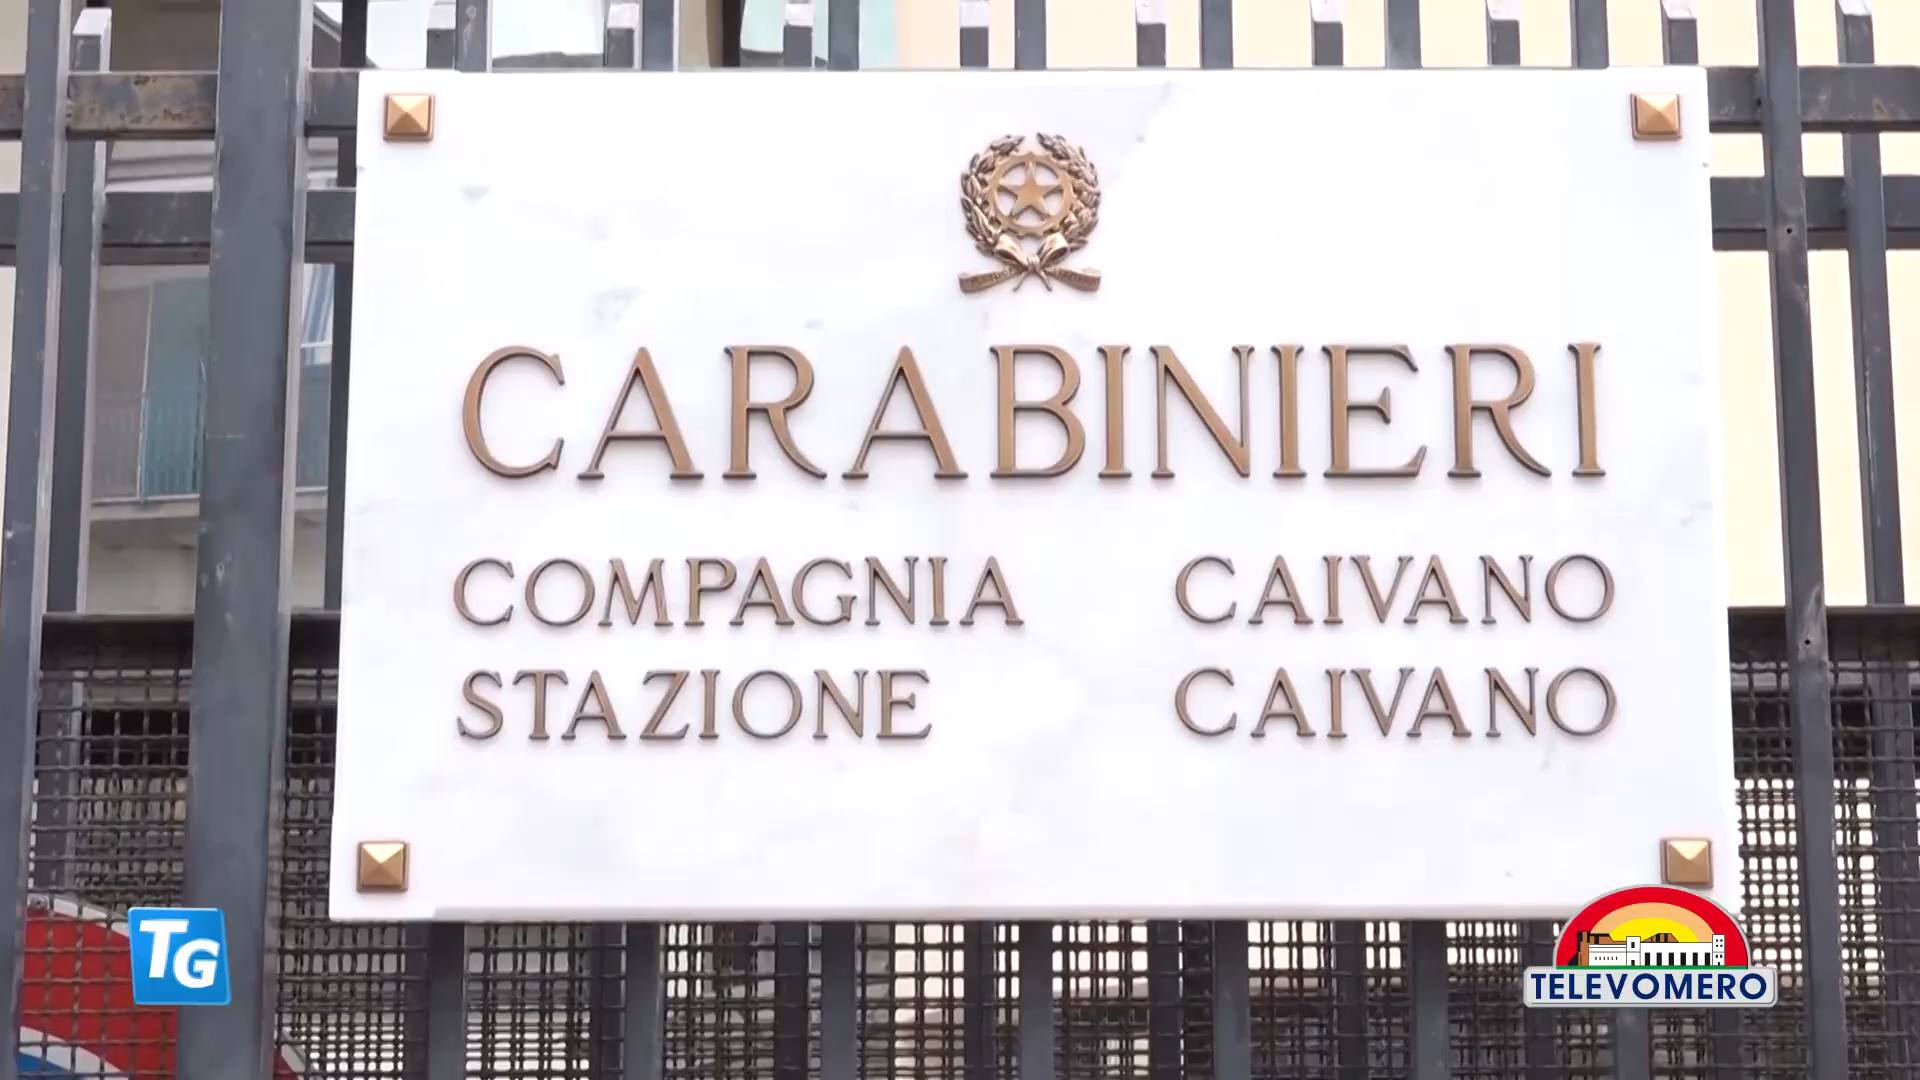 CARABINIERI
COMPAGNIA CAIVANO
STAZIONE CAIVANO
TG
TELEVOMERO